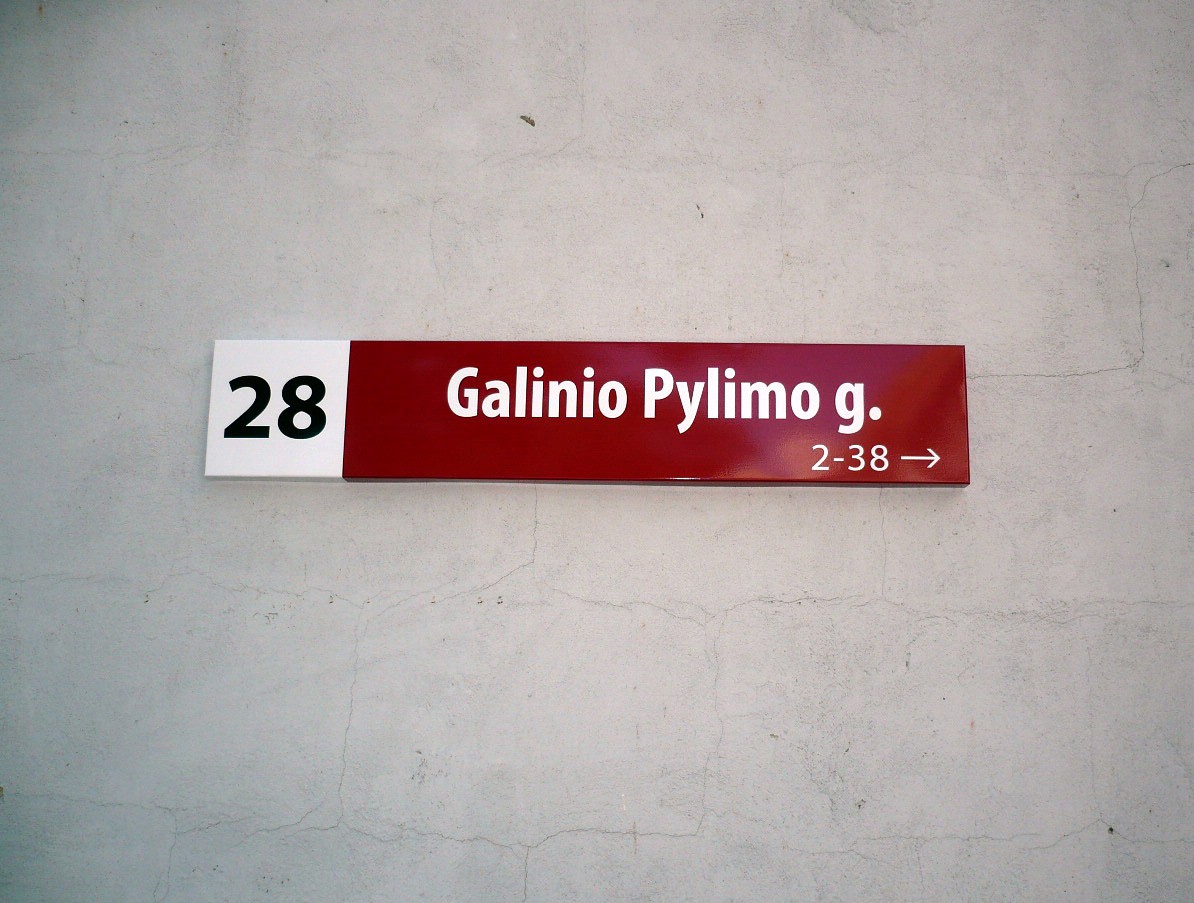 28
Galinio Pylimo g.
2-38 →